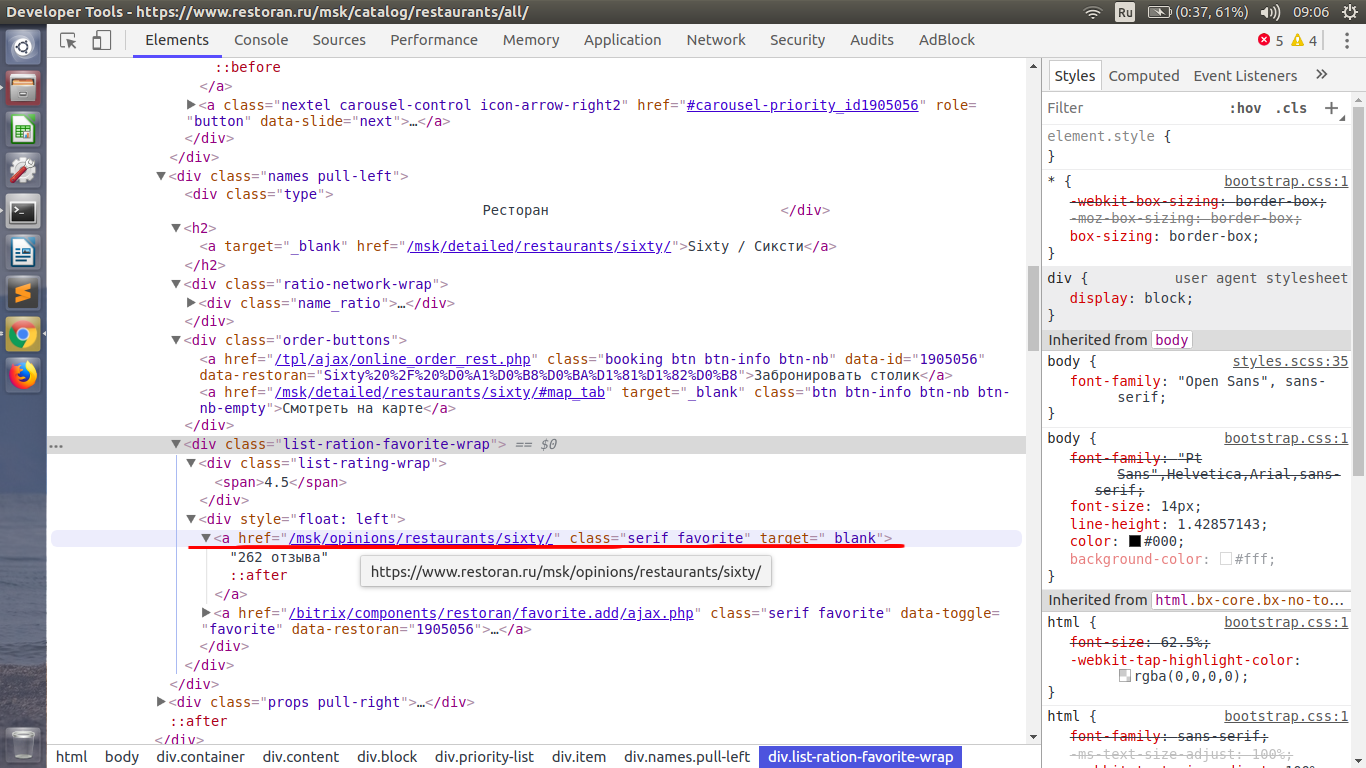 Developer Tools - https://www.restoran.ru/msk/catalog/restaurants/all/
Ru (0:37, 61%) 09:06
Elements Console Sources Performance Memory Application Network Security Audits AdBlock 5 4
::before
</a>
▶<a class="nextel carousel-control icon-arrow-right2" href="#carousel-priority_id1905056" role=
"button" data-slide="next">…</a>
</div>
</div>
▼<div class="names pull-left">
<div class="type">
Ресторан </div>
▼<h2>
<a target="_blank" href="/msk/detailed/restaurants/sixty/">Sixty / Сиксти</a>
</h2>
▼<div class="ratio-network-wrap">
▶<div class="name_ratio">…</div>
</div>
▼<div class="order-buttons">
<a href="/tpl/ajax/online_order_rest.php" class="booking btn btn-info btn-nb" data-id="1905056"
data-restoran="Sixty%20%2F%20%D0%A1%D0%B8%D0%BA%D1%81%D1%82%D0%B8">Забронировать столик</a>
<a href="/msk/detailed/restaurants/sixty/#map_tab" target="_blank" class="btn btn-info btn-nb btn-
nb-empty">Смотреть на карте</a>
</div>
… ▼<div class="list-ration-favorite-wrap"> == $0
▼<div class="list-rating-wrap">
<span>4.5</span>
</div>
▼<div style="float: left">
▼<a href="/msk/opinions/restaurants/sixty/" class="serif favorite" target="_blank">
"262 отзыва"
https://www.restoran.ru/msk/opinions/restaurants/sixty/
::after
</a>
▶<a href="/bitrix/components/restoran/favorite.add/ajax.php" class="serif favorite" data-toggle=
"favorite" data-restoran="1905056">…</a>
</div>
</div>
</div>
▶<div class="props pull-right">…</div>
::after
</div>
html body div.container div.content div.block div.priority-list div.item div.names.pull-left div.list-ration-favorite-wrap
Styles Computed Event Listeners »
Filter :hov .cls +
element.style {
}
* { bootstrap.css:1
-webkit-box-sizing: border-box;
-moz-box-sizing: border-box;
box-sizing: border-box;
}
div { user agent stylesheet
display: block;
}
Inherited from body
body { styles.scss:35
font-family: "Open Sans", sans-
serif;
}
body { bootstrap.css:1
font-family: "Pt
Sans",Helvetica,Arial,sans-
serif;
font-size: 14px;
line-height: 1.42857143;
color: #000;
background-color: #fff;
}
Inherited from html.bx-core.bx-no-to…
html { bootstrap.css:1
font-size: 62.5%;
-webkit-tap-highlight-color:
rgba(0,0,0,0);
}
html { bootstrap.css:1
font-family: sans-serif;
-ms-text-size-adjust: 100%;